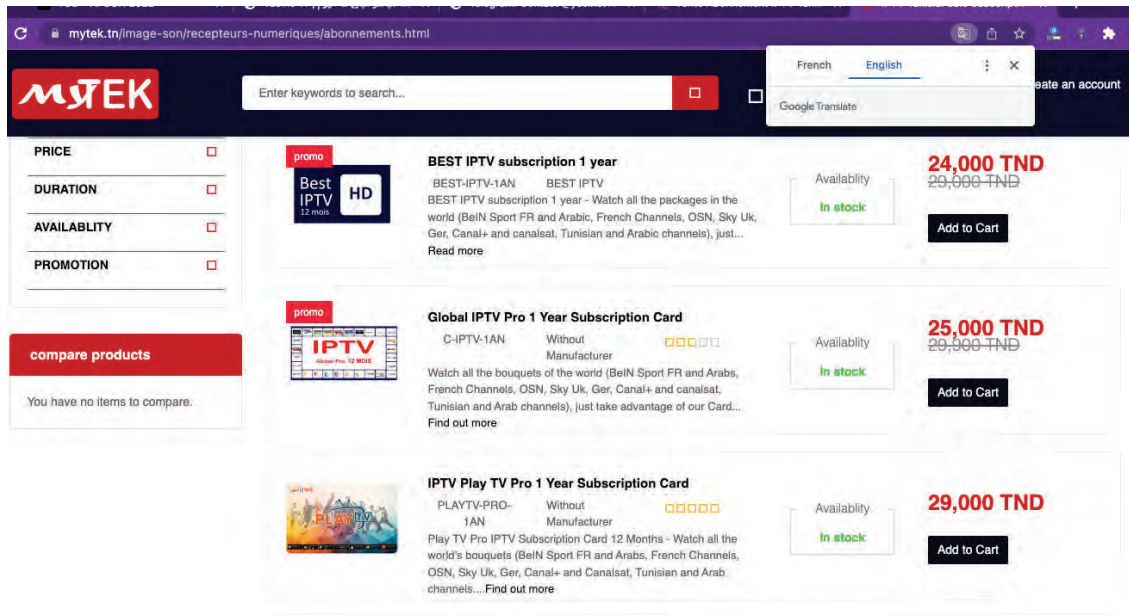 mytek.tn/image-son/recepteurs-numeriques/abonnements.html
French English
Google Translate
MYTEK
Enter keywords to search...
eate an account
PRICE
DURATION
AVAILABLITY
PROMOTION
compare products
You have no items to compare.
promo
Best
IPTV
12 mois
HD
BEST IPTV subscription 1 year
BEST-IPTV-1AN BEST IPTV
BEST IPTV subscription 1 year - Watch all the packages in the
world (BeIN Sport FR and Arabic, French Channels, OSN, Sky Uk,
Ger, Canal+ and canalsat, Tunisian and Arabic channels), just...
Read more
Availablity
In stock
24,000 TND
29,000 TND
Add to Cart
promo
IPTV
Global Pro 12 MOIS
Global IPTV Pro 1 Year Subscription Card
C-IPTV-1AN Without
Manufacturer
Watch all the bouquets of the world (BeIN Sport FR and Arabs,
French Channels, OSN, Sky Uk, Ger, Canal+ and canalsat,
Tunisian and Arab channels), just take advantage of our Card...
Find out more
Availablity
In stock
25,000 TND
29,900 TND
Add to Cart
PLAY TV
IPTV Play TV Pro 1 Year Subscription Card
PLAYTV-PRO- Without
1AN Manufacturer
Play TV Pro IPTV Subscription Card 12 Months - Watch all the
world's bouquets (BeIN Sport FR and Arabs, French Channels,
OSN, Sky Uk, Ger, Canal+ and Canalsat, Tunisian and Arab
channels... Find out more
Availablity
In stock
29,000 TND
Add to Cart